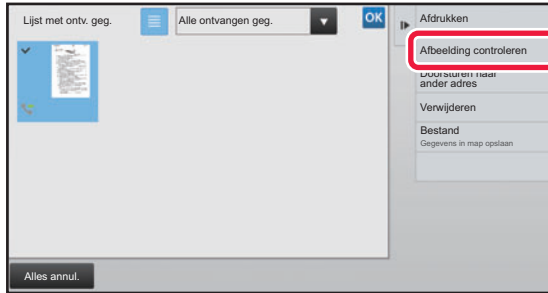 Lijst met ontv. geg.
Alle ontvangen geg.
OK
Afdrukken
Afbeelding controleren
Doorsturen naar
ander adres
Verwijderen
Bestand
Gegevens in map opslaan
Alles annul.